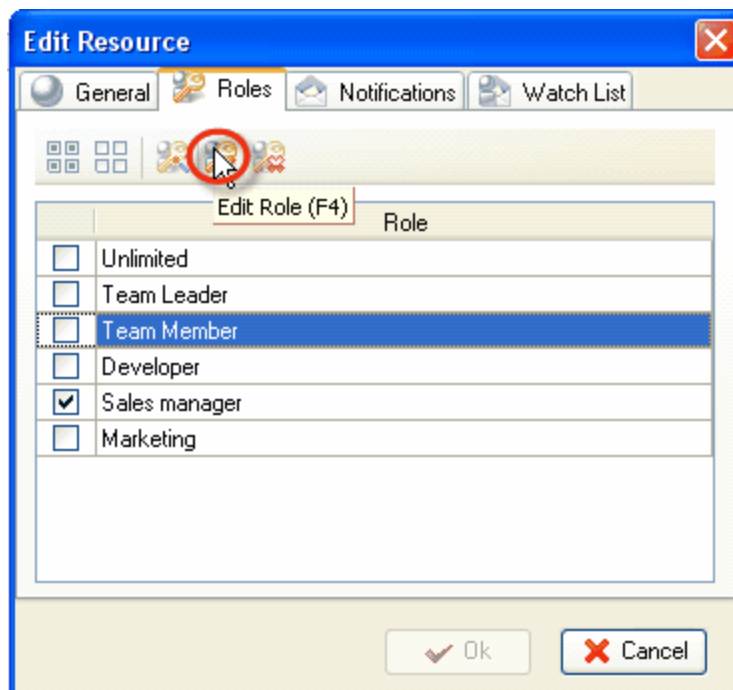 Edit Resource
General Roles Notifications Watch List
Edit Role (F4)
Role
Unlimited
Team Leader
Team Member
Developer
Sales manager
Marketing
Ok Cancel